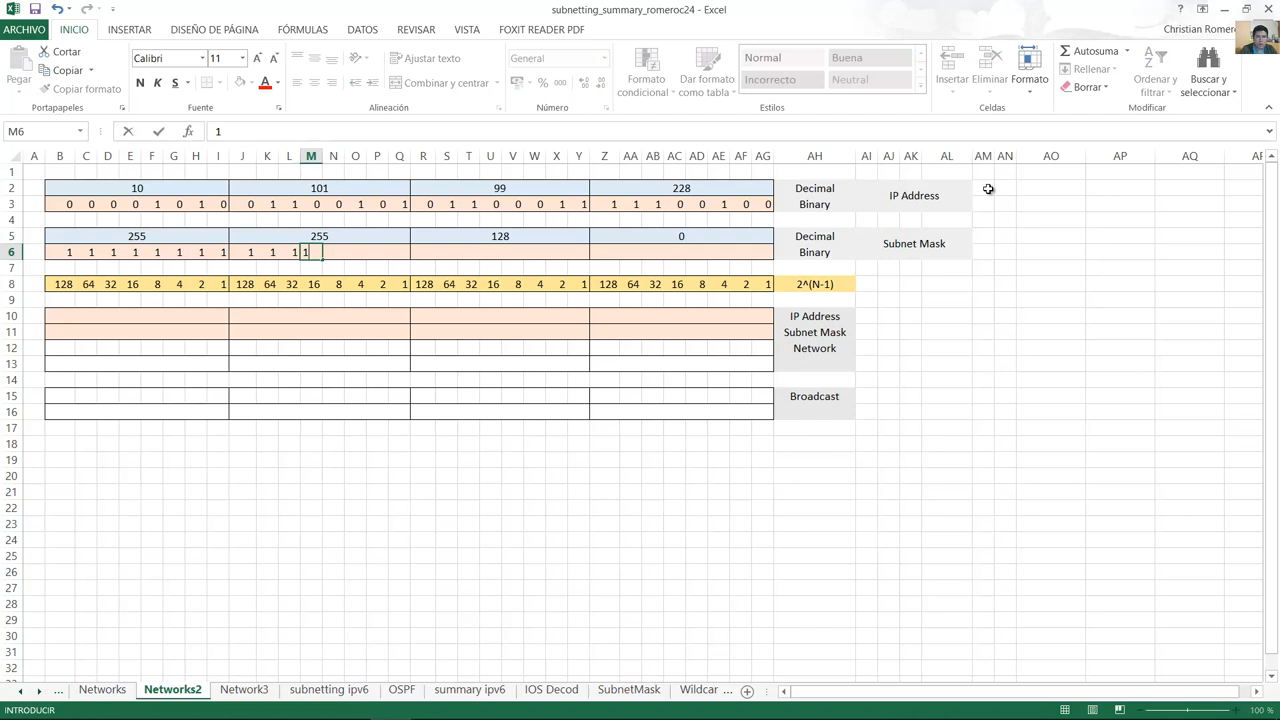 subnetting_summary_romeroc24 - Excel
ARCHIVO INICIO INSERTAR DISEÑO DE PÁGINA FÓRMULAS DATOS REVISAR VISTA FOXIT READER PDF Christian Romero
Cortar
Copiar
Copiar formato
Pegar
Portapapeles
Calibri 11
N K S
Fuente
Ajustar texto
Combinar y centrar
Alineación
General
% 000
Número
Formato condicional
Dar formato como tabla
Normal Buena
Incorrecto Neutral
Estilos
Insertar Eliminar Formato
Celdas
Autosuma
Rellenar
Borrar
Ordenar y filtrar
Buscar y seleccionar
Modificar
M6 fx 1
A B C D E F G H I J K L M N O P Q R S T U V W X Y Z AA AB AC AD AE AF AG AH AI AJ AK AL AM AN AO AP AQ
1
2 10 101 99 228 Decimal
IP Address
3 0 0 0 0 1 0 1 0 0 1 1 0 0 1 0 1 0 1 1 0 0 0 1 1 1 1 1 0 0 1 0 0 Binary
4
5 255 255 128 0 Decimal
Subnet Mask
6 1 1 1 1 1 1 1 1 1 1 1 1 Binary
7
8 128 64 32 16 8 4 2 1 128 64 32 16 8 4 2 1 128 64 32 16 8 4 2 1 128 64 32 16 8 4 2 1 2^(N-1)
9
10 IP Address
11 Subnet Mask
12 Network
13
14
15 Broadcast
16
17
18
19
20
21
22
23
24
25
26
27
28
29
30
31
32
... Networks Networks2 Network3 subnetting ipv6 OSPF summary ipv6 IOS Decod SubnetMask Wildcar ...
INTRODUCIR 100 %